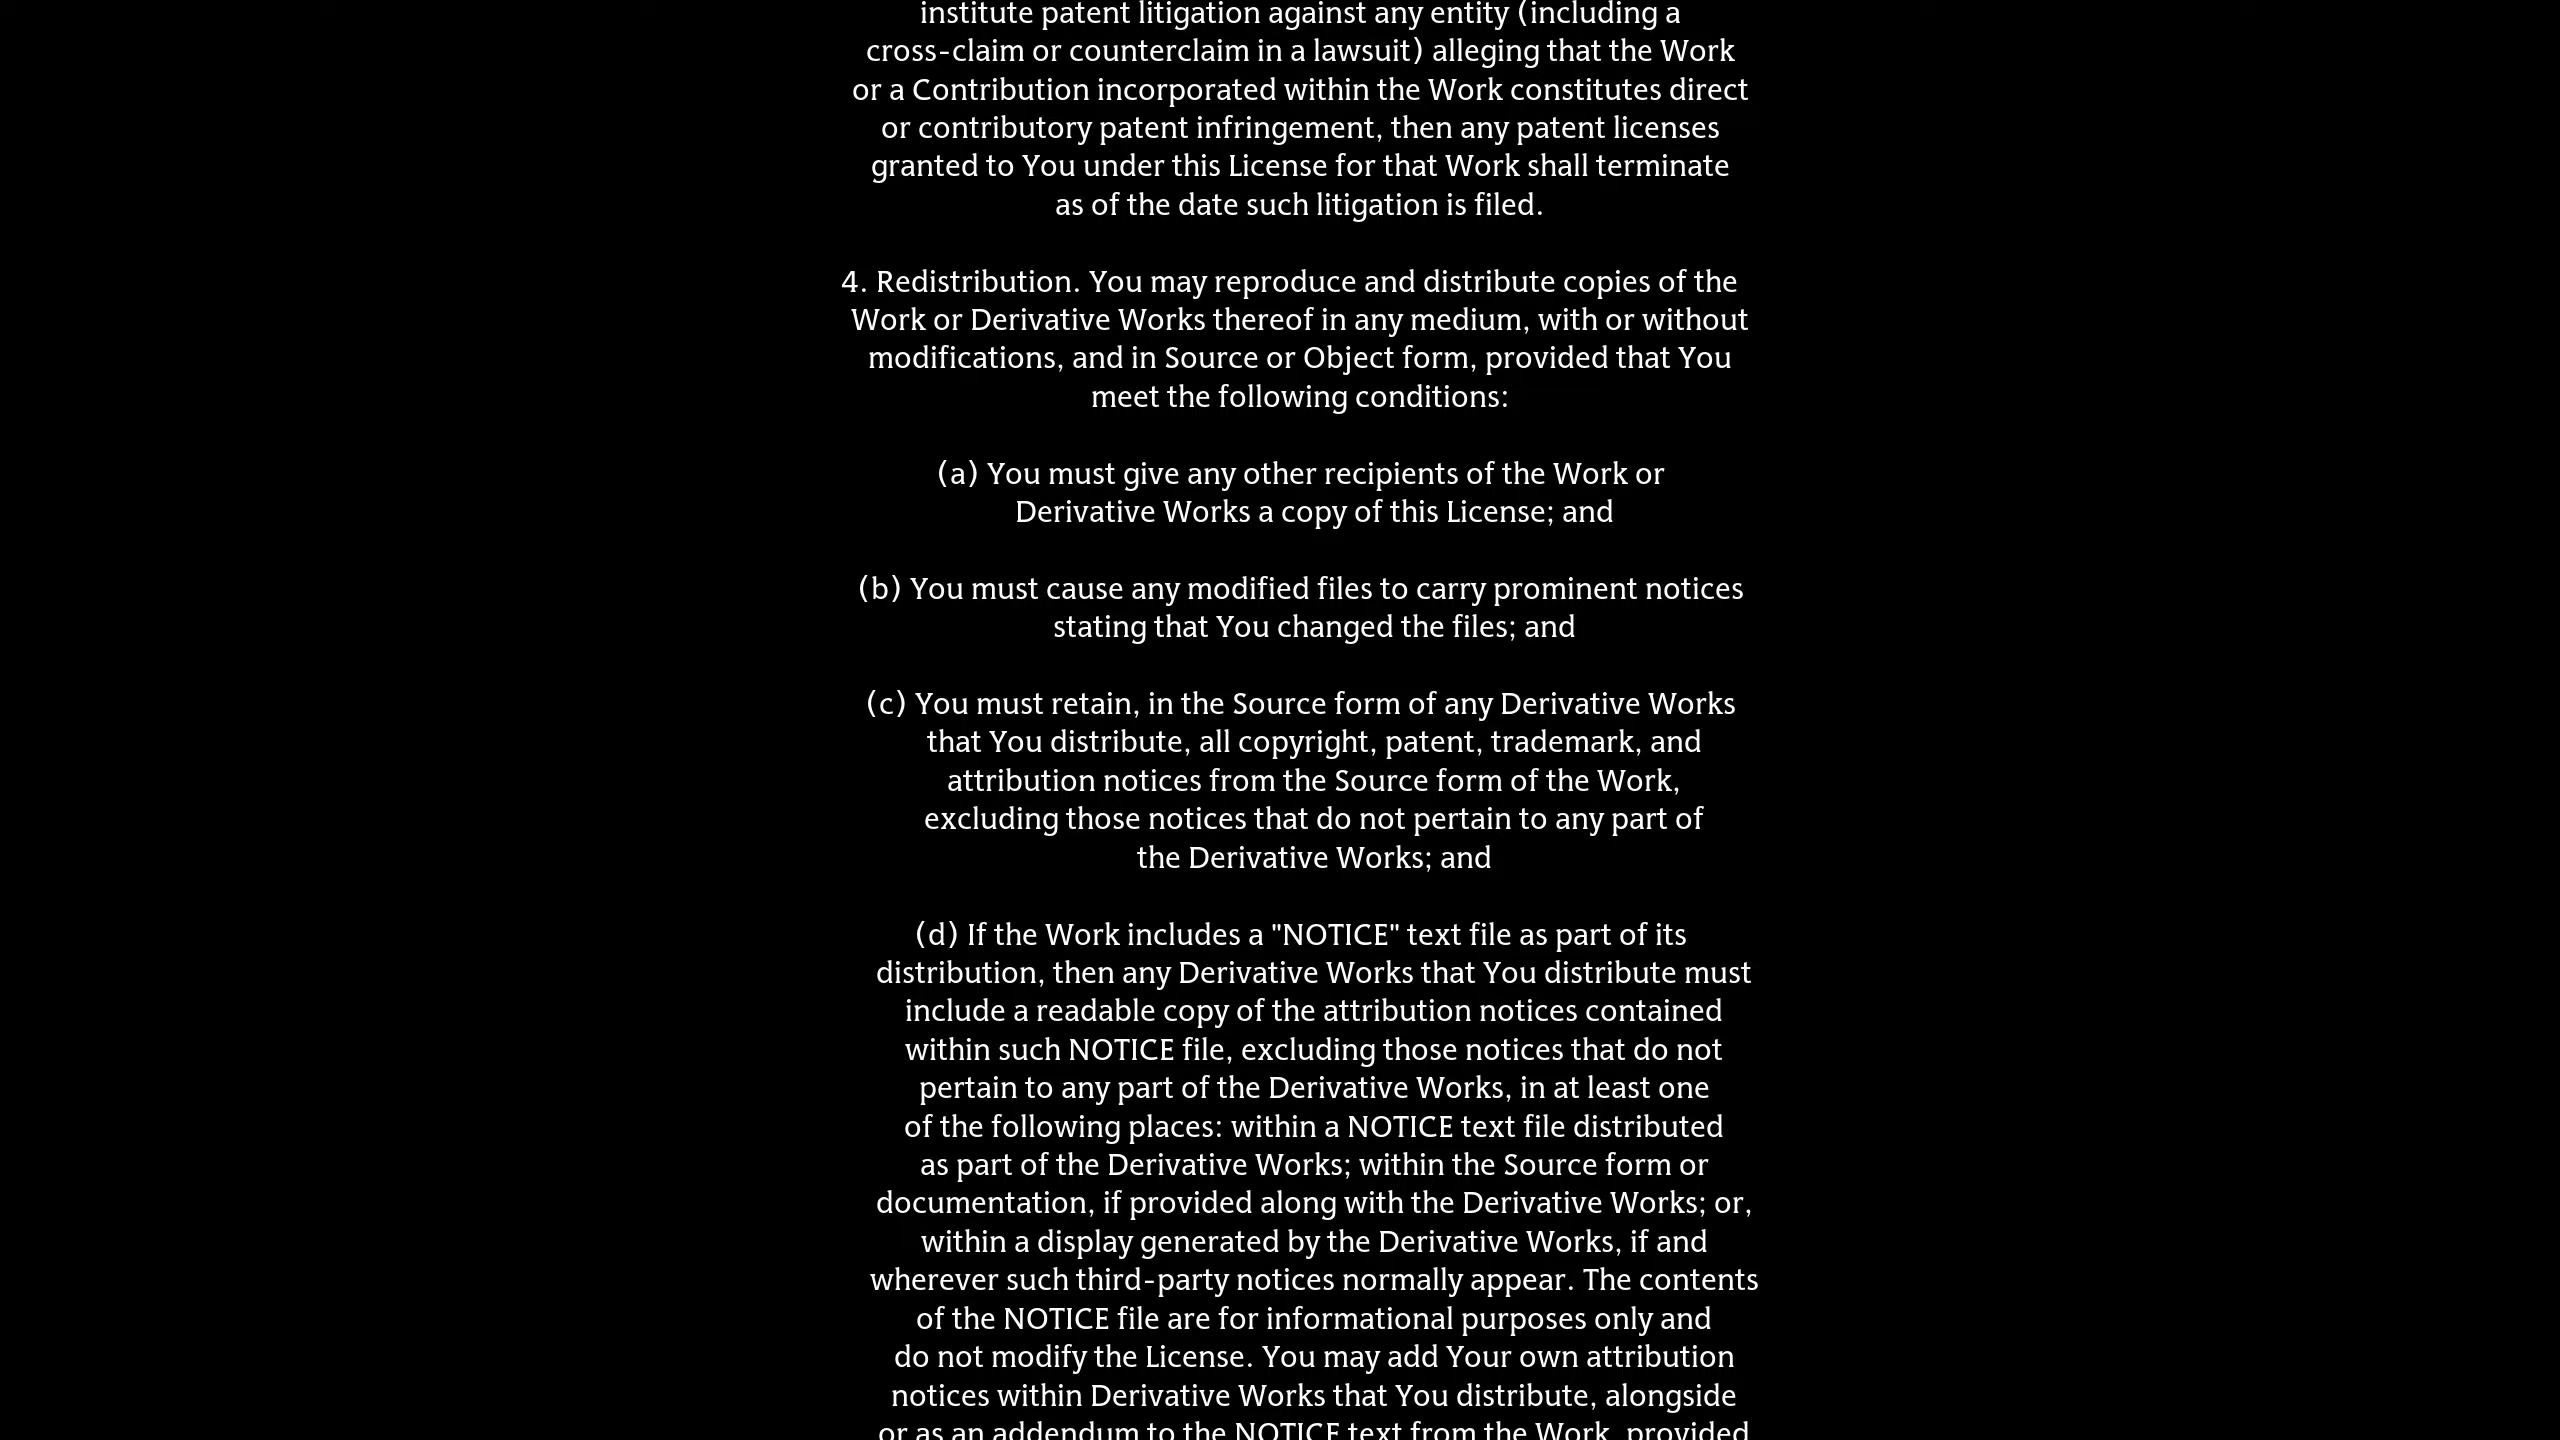 institute patent litigation against any entity (including a
cross-claim or counterclaim in a lawsuit) alleging that the Work
or a Contribution incorporated within the Work constitutes direct
or contributory patent infringement, then any patent licenses
granted to You under this License for that Work shall terminate
as of the date such litigation is filed.
4. Redistribution. You may reproduce and distribute copies of the
Work or Derivative Works thereof in any medium, with or without
modifications, and in Source or Object form, provided that You
meet the following conditions:
(a) You must give any other recipients of the Work or
Derivative Works a copy of this License; and
(b) You must cause any modified files to carry prominent notices
stating that You changed the files; and
(c) You must retain, in the Source form of any Derivative Works
that You distribute, all copyright, patent, trademark, and
attribution notices from the Source form of the Work,
excluding those notices that do not pertain to any part of
the Derivative Works; and
(d) If the Work includes a "NOTICE" text file as part of its
distribution, then any Derivative Works that You distribute must
include a readable copy of the attribution notices contained
within such NOTICE file, excluding those notices that do not
pertain to any part of the Derivative Works, in at least one
of the following places: within a NOTICE text file distributed
as part of the Derivative Works; within the Source form or
documentation, if provided along with the Derivative Works; or,
within a display generated by the Derivative Works, if and
wherever such third-party notices normally appear. The contents
of the NOTICE file are for informational purposes only and
do not modify the License. You may add Your own attribution
notices within Derivative Works that You distribute, alongside
or as an addendum to the NOTICE text from the Work, provided